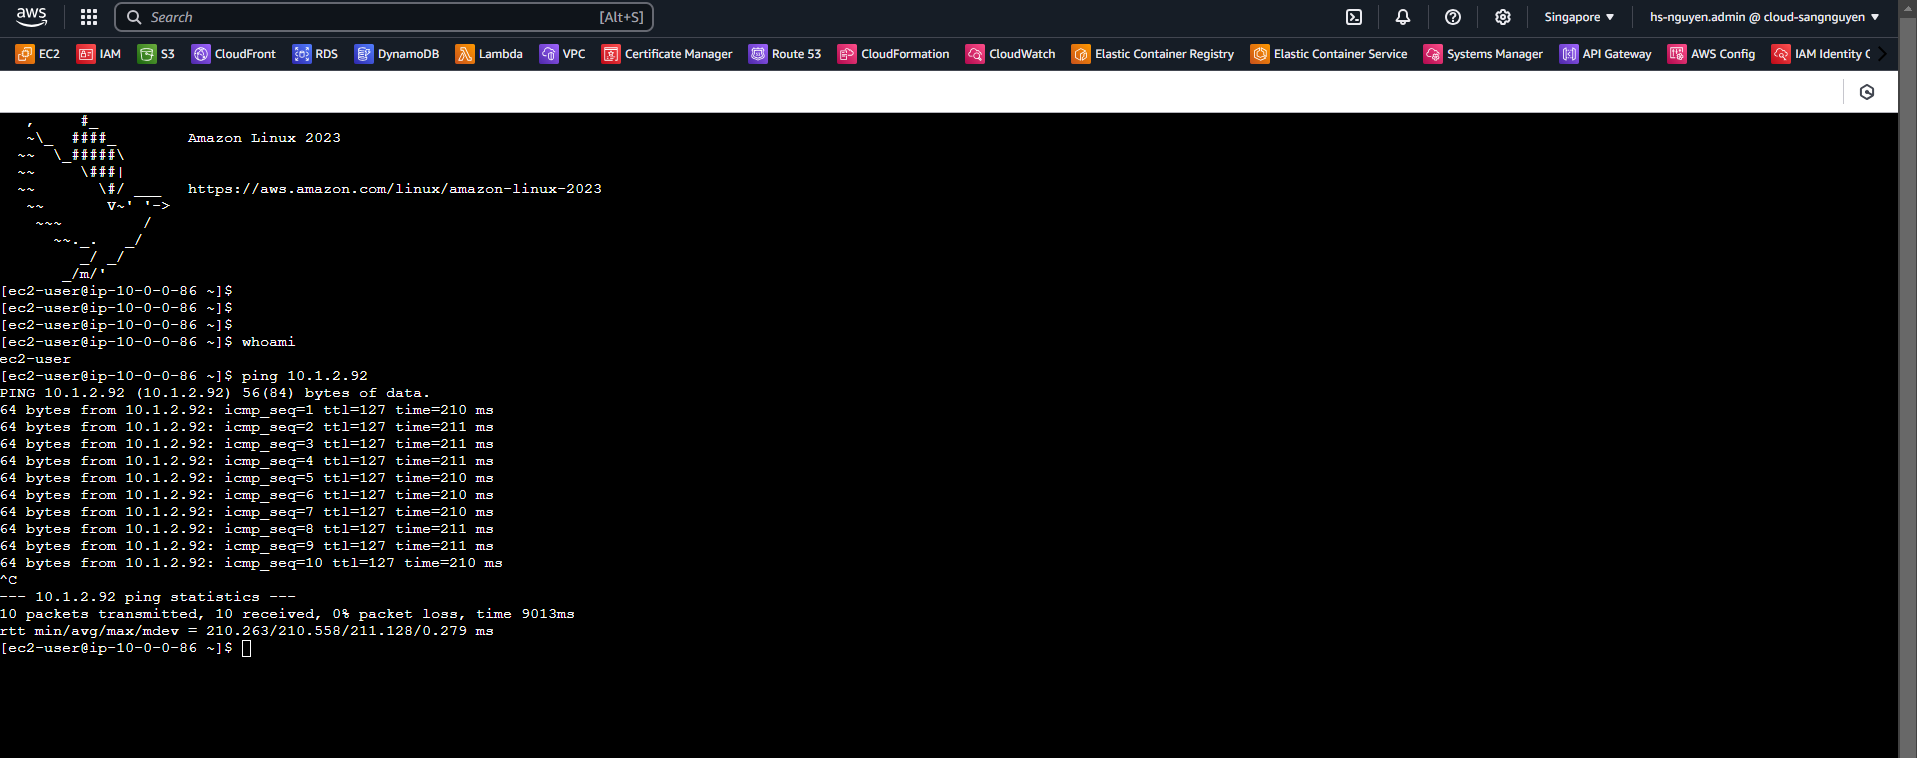 aws
Search [Alt+S]
Singapore ▼ hs-nguyen.admin @ cloud-sangnguyen ▼
EC2 IAM S3 CloudFront RDS DynamoDB Lambda VPC Certificate Manager Route 53 CloudFormation CloudWatch Elastic Container Registry Elastic Container Service Systems Manager API Gateway AWS Config IAM Identity C
   ,     #_
   ~\_  ####_        Amazon Linux 2023
  ~~  \_#####\
  ~~     \###|
  ~~       \#/ ___   https://aws.amazon.com/linux/amazon-linux-2023
   ~~       V~' '->
    ~~~         /
      ~~._.   _/
         _/ _/
       _/m/'
[ec2-user@ip-10-0-0-86 ~]$
[ec2-user@ip-10-0-0-86 ~]$
[ec2-user@ip-10-0-0-86 ~]$
[ec2-user@ip-10-0-0-86 ~]$ whoami
ec2-user
[ec2-user@ip-10-0-0-86 ~]$ ping 10.1.2.92
PING 10.1.2.92 (10.1.2.92) 56(84) bytes of data.
64 bytes from 10.1.2.92: icmp_seq=1 ttl=127 time=210 ms
64 bytes from 10.1.2.92: icmp_seq=2 ttl=127 time=211 ms
64 bytes from 10.1.2.92: icmp_seq=3 ttl=127 time=211 ms
64 bytes from 10.1.2.92: icmp_seq=4 ttl=127 time=211 ms
64 bytes from 10.1.2.92: icmp_seq=5 ttl=127 time=210 ms
64 bytes from 10.1.2.92: icmp_seq=6 ttl=127 time=210 ms
64 bytes from 10.1.2.92: icmp_seq=7 ttl=127 time=210 ms
64 bytes from 10.1.2.92: icmp_seq=8 ttl=127 time=211 ms
64 bytes from 10.1.2.92: icmp_seq=9 ttl=127 time=211 ms
64 bytes from 10.1.2.92: icmp_seq=10 ttl=127 time=210 ms
^C
--- 10.1.2.92 ping statistics ---
10 packets transmitted, 10 received, 0% packet loss, time 9013ms
rtt min/avg/max/mdev = 210.263/210.558/211.128/0.279 ms
[ec2-user@ip-10-0-0-86 ~]$